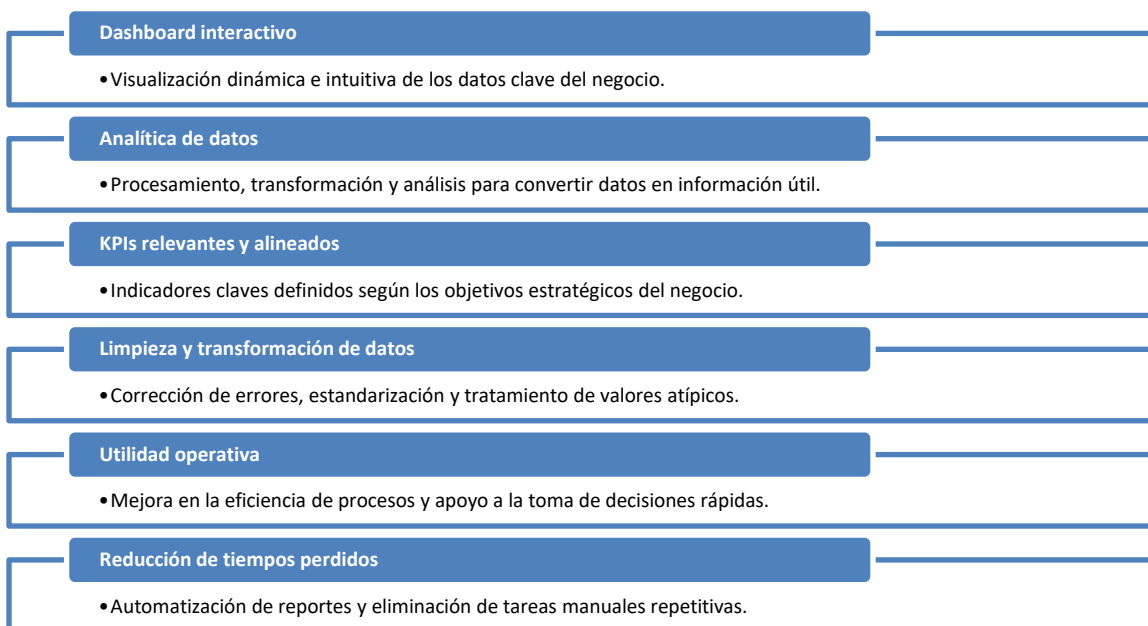 Dashboard interactivo
•Visualización dinámica e intuitiva de los datos clave del negocio.
Analítica de datos
•Procesamiento, transformación y análisis para convertir datos en información útil.
KPIs relevantes y alineados
•Indicadores claves definidos según los objetivos estratégicos del negocio.
Limpieza y transformación de datos
•Corrección de errores, estandarización y tratamiento de valores atípicos.
Utilidad operativa
•Mejora en la eficiencia de procesos y apoyo a la toma de decisiones rápidas.
Reducción de tiempos perdidos
•Automatización de reportes y eliminación de tareas manuales repetitivas.